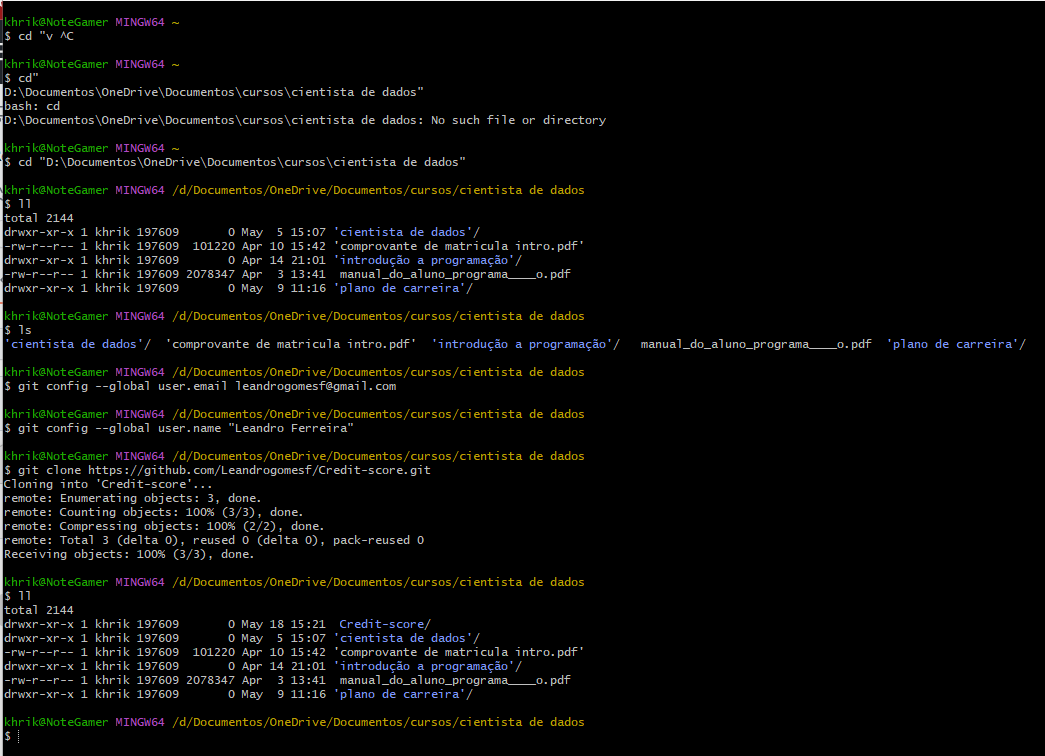 khrik@NoteGamer MINGW64 ~
$ cd "v ^C
khrik@NoteGamer MINGW64 ~
$ cd"
D:\Documentos\OneDrive\Documentos\cursos\cientista de dados"
bash: cd
D:\Documentos\OneDrive\Documentos\cursos\cientista de dados: No such file or directory
khrik@NoteGamer MINGW64 ~
$ cd "D:\Documentos\OneDrive\Documentos\cursos\cientista de dados"
khrik@NoteGamer MINGW64 /d/Documentos/OneDrive/Documentos/cursos/cientista de dados
$ ll
total 2144
drwxr-xr-x 1 khrik 197609       0 May  5 15:07 'cientista de dados'/
-rw-r--r-- 1 khrik 197609  101220 Apr 10 15:42 'comprovante de matricula intro.pdf'
drwxr-xr-x 1 khrik 197609       0 Apr 14 21:01 'introdução a programação'/
-rw-r--r-- 1 khrik 197609 2078347 Apr  3 13:41  manual_do_aluno_programa____o.pdf
drwxr-xr-x 1 khrik 197609       0 May  9 11:16 'plano de carreira'/
khrik@NoteGamer MINGW64 /d/Documentos/OneDrive/Documentos/cursos/cientista de dados
$ ls
'cientista de dados'/  'comprovante de matricula intro.pdf'  'introdução a programação'/   manual_do_aluno_programa____o.pdf  'plano de carreira'/
khrik@NoteGamer MINGW64 /d/Documentos/OneDrive/Documentos/cursos/cientista de dados
$ git config --global user.email leandrogomesf@gmail.com
khrik@NoteGamer MINGW64 /d/Documentos/OneDrive/Documentos/cursos/cientista de dados
$ git config --global user.name "Leandro Ferreira"
khrik@NoteGamer MINGW64 /d/Documentos/OneDrive/Documentos/cursos/cientista de dados
$ git clone https://github.com/Leandrogomesf/Credit-score.git
Cloning into 'Credit-score'...
remote: Enumerating objects: 3, done.
remote: Counting objects: 100% (3/3), done.
remote: Compressing objects: 100% (2/2), done.
remote: Total 3 (delta 0), reused 0 (delta 0), pack-reused 0
Receiving objects: 100% (3/3), done.
khrik@NoteGamer MINGW64 /d/Documentos/OneDrive/Documentos/cursos/cientista de dados
$ ll
total 2144
drwxr-xr-x 1 khrik 197609       0 May 18 15:21  Credit-score/
drwxr-xr-x 1 khrik 197609       0 May  5 15:07 'cientista de dados'/
-rw-r--r-- 1 khrik 197609  101220 Apr 10 15:42 'comprovante de matricula intro.pdf'
drwxr-xr-x 1 khrik 197609       0 Apr 14 21:01 'introdução a programação'/
-rw-r--r-- 1 khrik 197609 2078347 Apr  3 13:41  manual_do_aluno_programa____o.pdf
drwxr-xr-x 1 khrik 197609       0 May  9 11:16 'plano de carreira'/
khrik@NoteGamer MINGW64 /d/Documentos/OneDrive/Documentos/cursos/cientista de dados
$